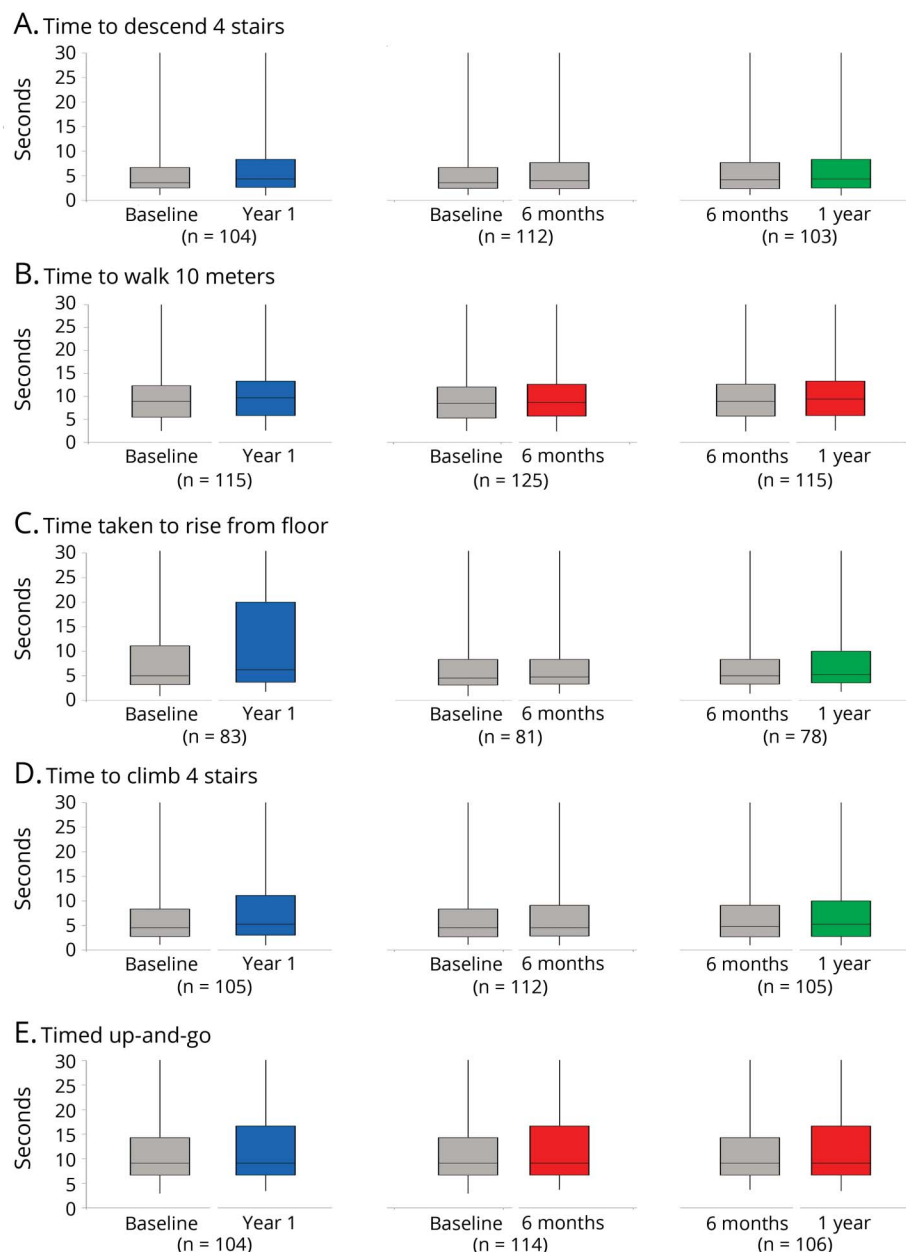 A. Time to descend 4 stairs
30
25
20
15
10
5
0
Seconds
Baseline Year 1
(n = 104)
Baseline 6 months
(n = 112)
6 months 1 year
(n = 103)
B. Time to walk 10 meters
30
25
20
15
10
5
0
Seconds
Baseline Year 1
(n = 115)
Baseline 6 months
(n = 125)
6 months 1 year
(n = 115)
C. Time taken to rise from floor
30
25
20
15
10
5
0
Seconds
Baseline Year 1
(n = 83)
Baseline 6 months
(n = 81)
6 months 1 year
(n = 78)
D. Time to climb 4 stairs
30
25
20
15
10
5
0
Seconds
Baseline Year 1
(n = 105)
Baseline 6 months
(n = 112)
6 months 1 year
(n = 105)
E. Timed up-and-go
30
25
20
15
10
5
0
Seconds
Baseline Year 1
(n = 104)
Baseline 6 months
(n = 114)
6 months 1 year
(n = 106)